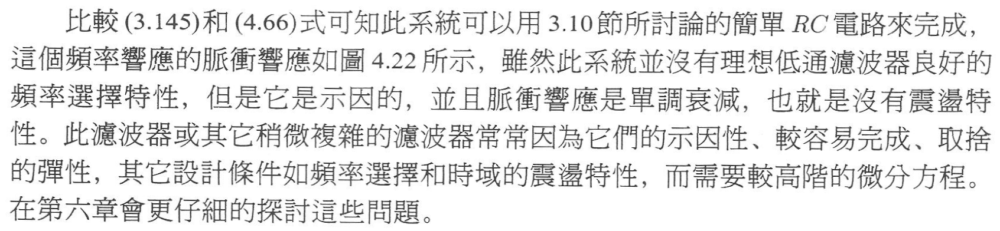 比較 (3.145)和 (4.66)式可知此系統可以用 3.10節所討論的簡單 RC 電路來完成，
這個頻率響應的脈衝響應如圖 4.22 所示，雖然此系統並沒有理想低通濾波器良好的
頻率選擇特性，但是它是示因的，並且脈衝響應是單調衰減，也就是沒有震盪特
性。此濾波器或其它稍微複雜的濾波器常常因為它們的示因性、較容易完成、取捨
的彈性，其它設計條件如頻率選擇和時域的震盪特性，而需要較高階的微分方程。
在第六章會更仔細的探討這些問題。